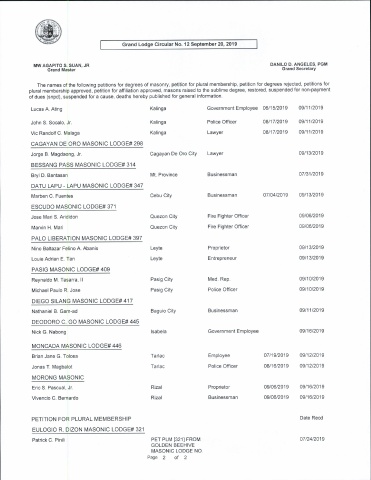 Grand Lodge Circular No. 12 September 20, 2019
MW AGAPITO S. SUAN, JR DANILO D. ANGELES, PGM
Grand Master Grand Secretary
The names of the following petitions for degrees of masonry, petition for plural membership, petition for degrees rejected, petitions for
plural membership approved, petition for affiliation approved, masons raised to the sublime degree, restored, suspended for non-payment
of dues (snpd), suspended for a cause, deaths hereby published for general information.
Lucas A. Ating Kalinga Government Employee 06/15/2019 09/11/2019
John S. Socalo, Jr. Kalinga Police Officer 08/17/2019 09/11/2019
Vic Randolf C. Malaga Kalinga Lawyer 08/17/2019 09/11/2019
CAGAYAN DE ORO MASONIC LODGE# 298
Jorge B. Magdaong, Jr. Cagayan De Oro City Lawyer 09/13/2019
BESSANG PASS MASONIC LODGE# 314
Bryl D. Bantasan Mt. Province Businessman 07/31/2019
DATU LAPU - LAPU MASONIC LODGE# 347
Marben C. Fuentes Cebu City Businessman 07/04/2019 09/13/2019
ESCUDO MASONIC LODGE# 371
Jose Mari S. Andidon Quezon City Fire Fighter Officer 09/06/2019
Marvin H. Mari Quezon City Fire Fighter Officer 09/06/2019
PALO LIBERATION MASONIC LODGE# 397
Nino Baltazar Felino A. Abanis Leyte Proprietor 09/13/2019
Louis Adrian E. Tan Leyte Entrepreneur 09/13/2019
PASIG MASONIC LODGE# 409
Reynaldo M. Tasarra, II Pasig City Med. Rep. 09/10/2019
Michael Paulo R. Jose Pasig City Police Officer 09/10/2019
DIEGO SILANG MASONIC LODGE# 417
Nathaniel B. Gem-ad Baguio City Businessman 09/11/2019
DEODORO C. GO MASONIC LODGE# 445
Nick G. Nabong Isabela Government Employee 09/16/2019
MONCADA MASONIC LODGE# 446
Brian Jane G. Tolosa Tarlac Employee 07/19/2019 09/12/2019
Jonas T. Magbalot Tarlac Police Officer 08/16/2019 09/12/2019
MORONG MASONIC
Eric S. Pascual, Jr. Rizal Proprietor 09/06/2019 09/16/2019
Vivencio C. Bernardo Rizal Businessman 09/06/2019 09/16/2019
PETITION FOR PLURAL MEMBERSHIP Date Read
EULOGIO R. DIZON MASONIC LODGE# 321
Patrick C. Pinili PET PLM [321] FROM 07/24/2019
GOLDEN BEEHIVE
MASONIC LODGE NO
Page 2 of 2